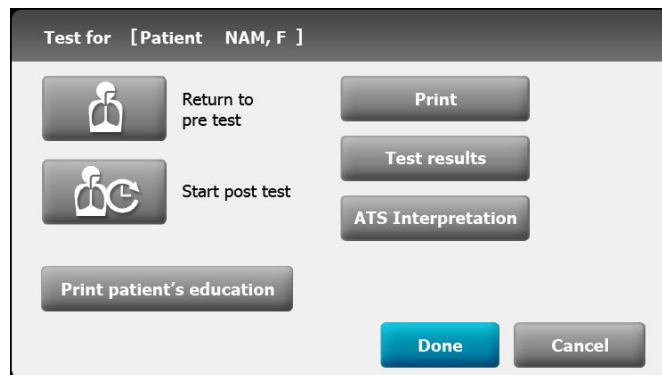 Test for [Patient NAM, F ]
Return to
pre test
Start post test
Print patient's education
Print
Test results
ATS Interpretation
Done
Cancel